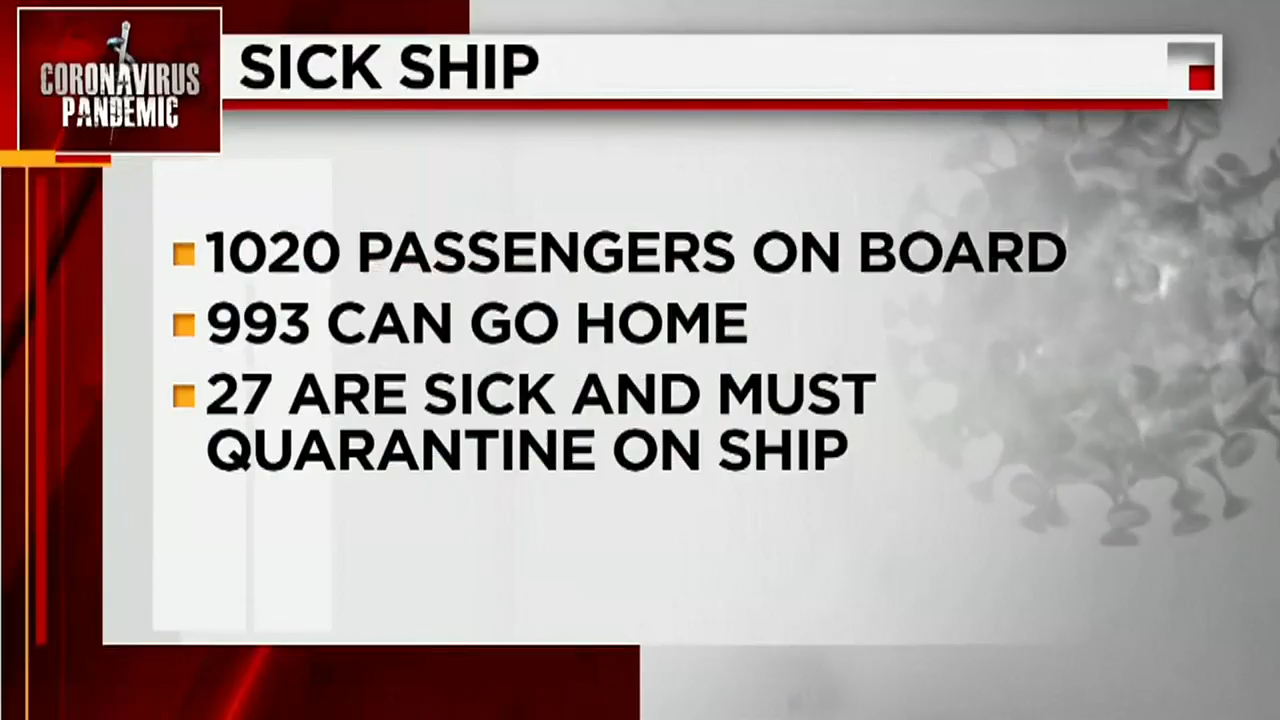 CORONAVIRUS
PANDEMIC
SICK SHIP
1020 PASSENGERS ON BOARD
993 CAN GO HOME
27 ARE SICK AND MUST
QUARANTINE ON SHIP